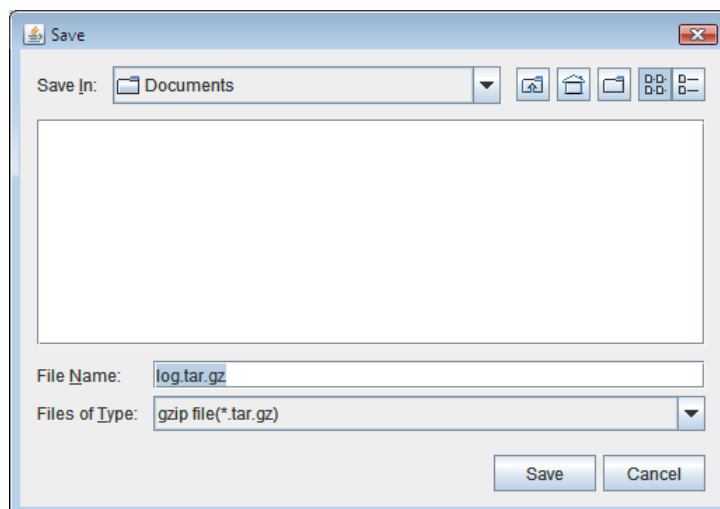 Save
Save In: Documents
File Name: log.tar.gz
Files of Type: gzip file(*.tar.gz)
Save Cancel